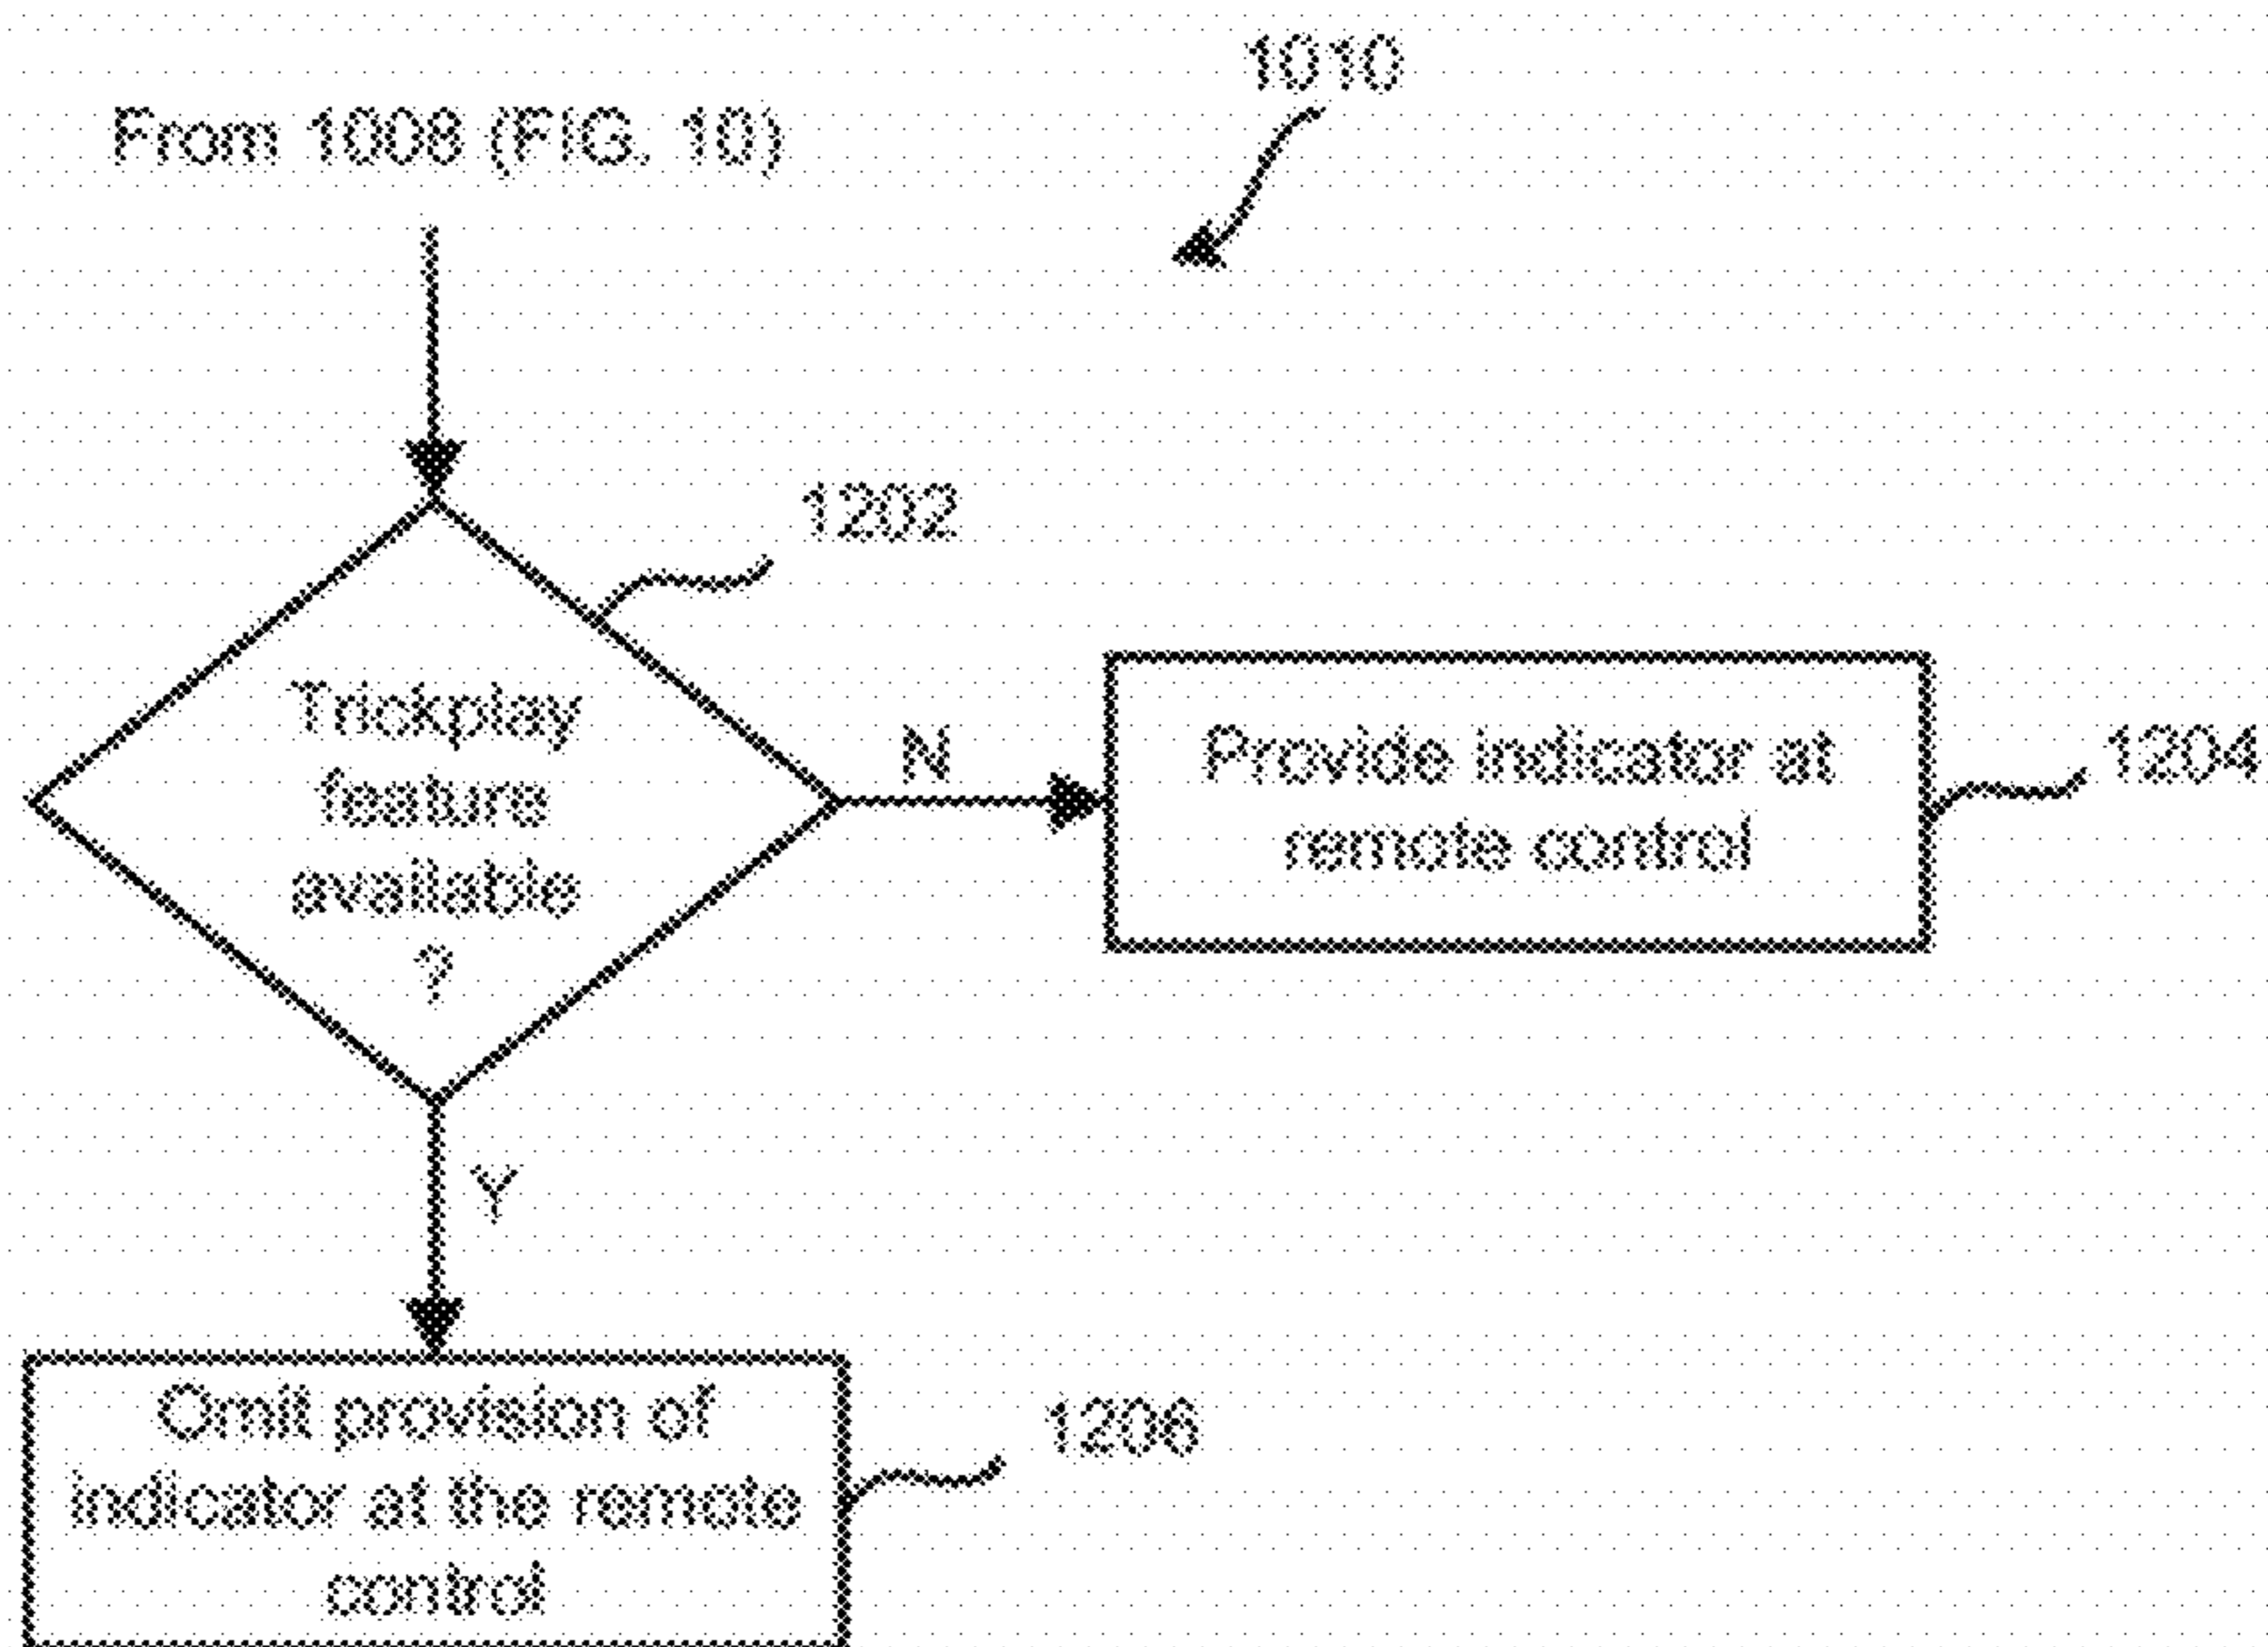 1010
From 1008 (FIG. 10)
1202
Trickplay
feature
available
?
N
Provide indicator at
remote control
1204
Y
Omit provision of
indicator at the remote
control
1206